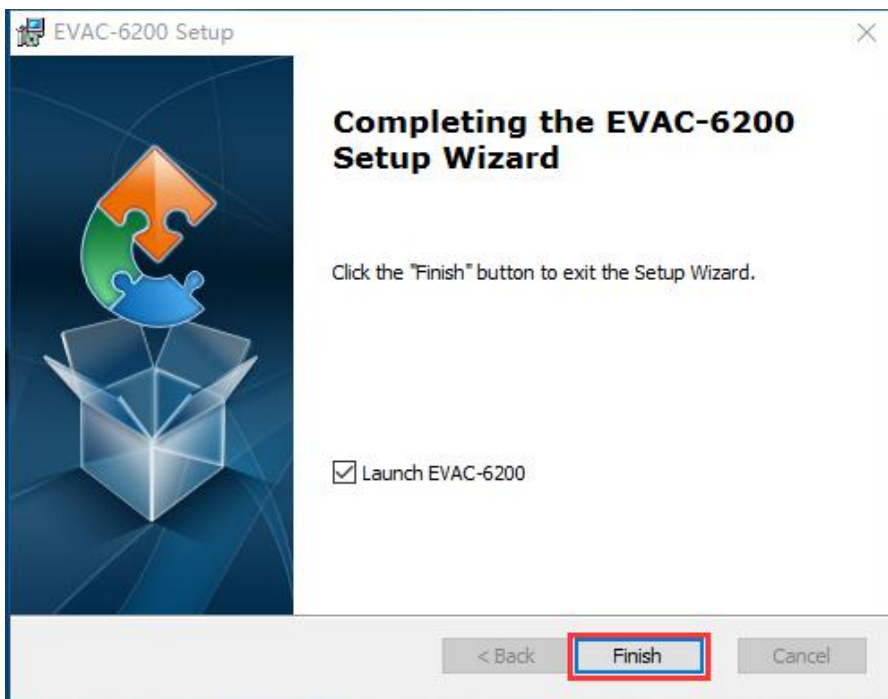 EVAC-6200 Setup
Completing the EVAC-6200
Setup Wizard
Click the "Finish" button to exit the Setup Wizard.
Launch EVAC-6200
< Back
Finish
Cancel